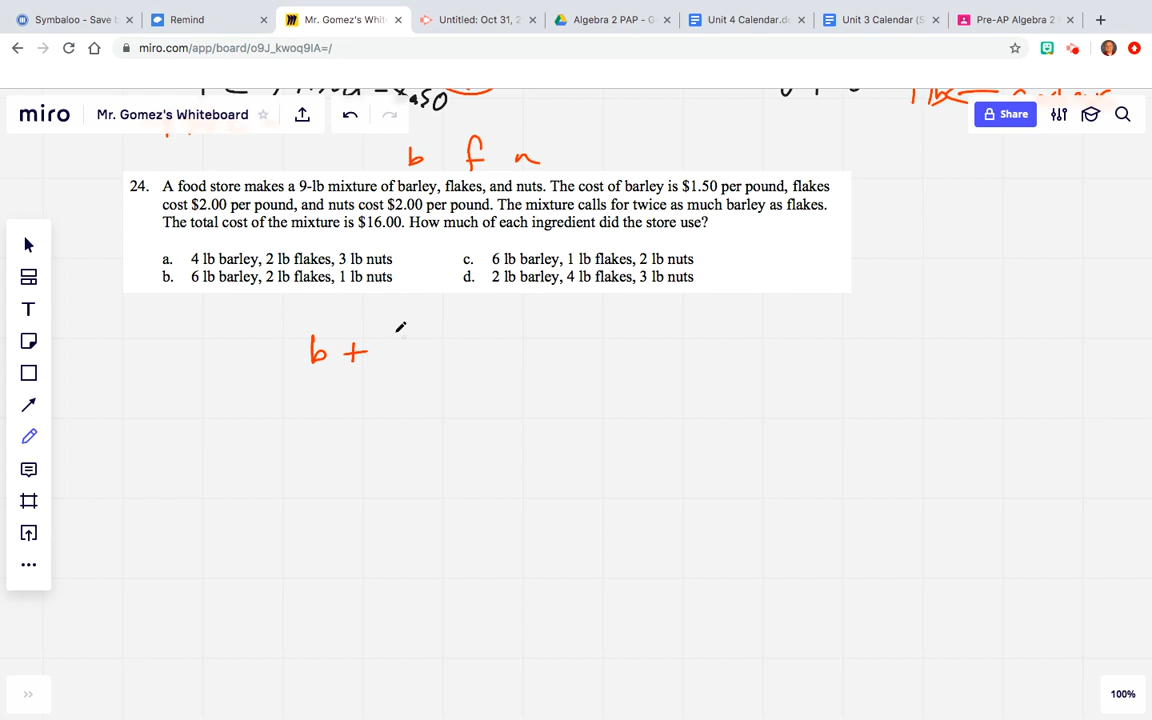 Symbaloo - Save b
Remind
Mr. Gomez's Whit
Untitled: Oct 31, 2
Algebra 2 PAP - G
Unit 4 Calendar.do
Unit 3 Calendar (S
Pre-AP Algebra 2
miro.com/app/board/o9J_kwoq9IA=/
miro
Mr. Gomez's Whiteboard
Share
b f n
24. A food store makes a 9-lb mixture of barley, flakes, and nuts. The cost of barley is $1.50 per pound, flakes
cost $2.00 per pound, and nuts cost $2.00 per pound. The mixture calls for twice as much barley as flakes.
The total cost of the mixture is $16.00. How much of each ingredient did the store use?
a. 4 lb barley, 2 lb flakes, 3 lb nuts c. 6 lb barley, 1 lb flakes, 2 lb nuts
b. 6 lb barley, 2 lb flakes, 1 lb nuts d. 2 lb barley, 4 lb flakes, 3 lb nuts
b +
100%